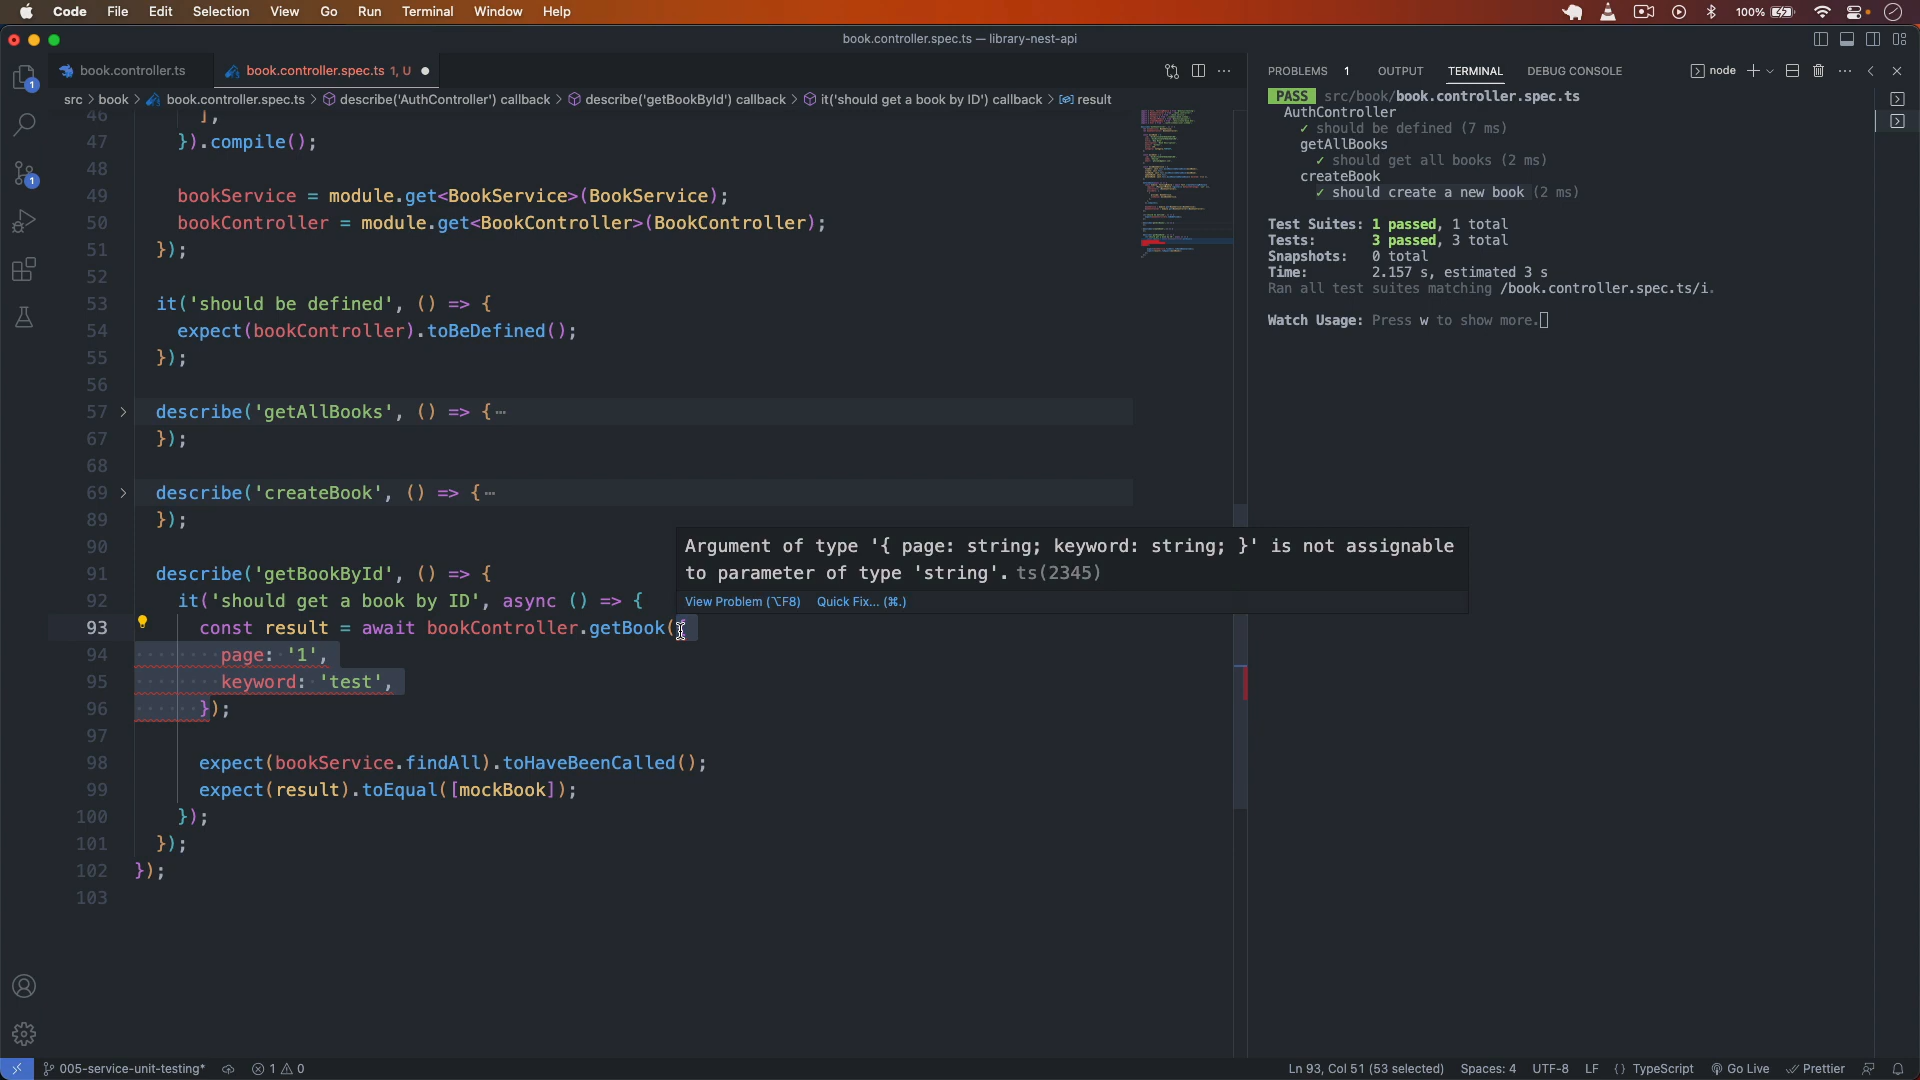 Code File Edit Selection View Go Run Terminal Window Help 100%
book.controller.spec.ts — library-nest-api
book.controller.ts book.controller.spec.ts 1, U
src > book > book.controller.spec.ts > describe('AuthController') callback > describe('getBookById') callback > it('should get a book by ID') callback > result
46 ],
47 }).compile();
48
49 bookService = module.get<BookService>(BookService);
50 bookController = module.get<BookController>(BookController);
51 });
52
53 it('should be defined', () => {
54 expect(bookController).toBeDefined();
55 });
56
57 describe('getAllBooks', () => {⋯
67 });
68
69 describe('createBook', () => {⋯
89 });
90
91 describe('getBookById', () => {
92 it('should get a book by ID', async () => {
93 const result = await bookController.getBook({
94 page: '1',
95 keyword: 'test',
96 });
97
98 expect(bookService.findAll).toHaveBeenCalled();
99 expect(result).toEqual([mockBook]);
100 });
101 });
102 });
103
Argument of type '{ page: string; keyword: string; }' is not assignable
to parameter of type 'string'. ts(2345)
View Problem (⌥F8) Quick Fix... (⌘.)
PROBLEMS 1 OUTPUT TERMINAL DEBUG CONSOLE node
PASS src/book/book.controller.spec.ts
AuthController
✓ should be defined (7 ms)
getAllBooks
✓ should get all books (2 ms)
createBook
✓ should create a new book (2 ms)
Test Suites: 1 passed, 1 total
Tests: 3 passed, 3 total
Snapshots: 0 total
Time: 2.157 s, estimated 3 s
Ran all test suites matching /book.controller.spec.ts/i.
Watch Usage: Press w to show more.
1
1
005-service-unit-testing* 1 0 Ln 93, Col 51 (53 selected) Spaces: 4 UTF-8 LF {} TypeScript Go Live Prettier